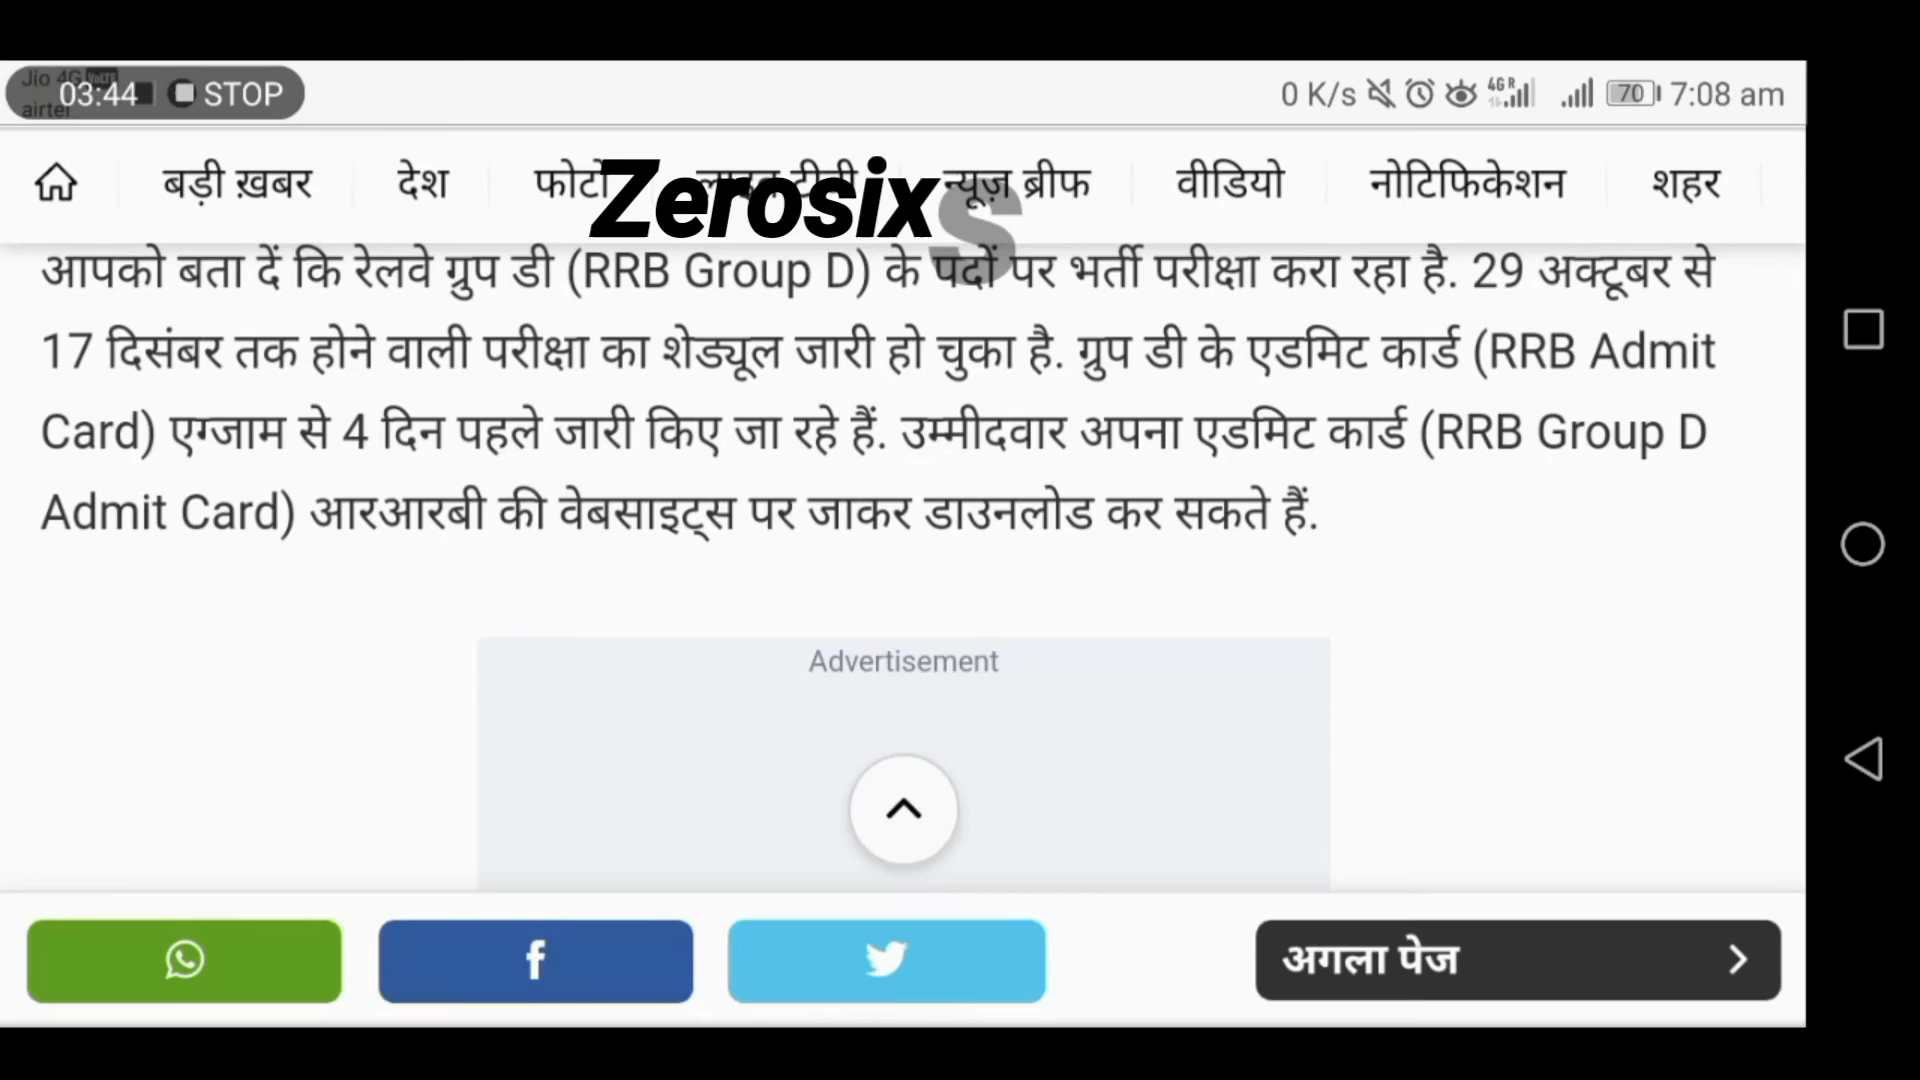 Jio 4G VoLTE
airtel
03:44 STOP
0 K/s 4G R 70 7:08 am
बड़ी ख़बर देश फोटो लाइव टीवी न्यूज़ ब्रीफ वीडियो नोटिफिकेशन शहर
Zerosix
S
आपको बता दें कि रेलवे ग्रुप डी (RRB Group D) के पदों पर भर्ती परीक्षा करा रहा है. 29 अक्टूबर से
17 दिसंबर तक होने वाली परीक्षा का शेड्यूल जारी हो चुका है. ग्रुप डी के एडमिट कार्ड (RRB Admit
Card) एग्जाम से 4 दिन पहले जारी किए जा रहे हैं. उम्मीदवार अपना एडमिट कार्ड (RRB Group D
Admit Card) आरआरबी की वेबसाइट्स पर जाकर डाउनलोड कर सकते हैं.
Advertisement
अगला पेज